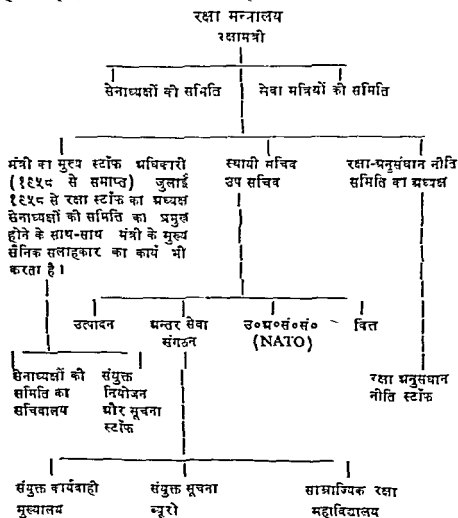 रक्षा मन्त्रालय
रक्षामंत्री
सेनाध्यक्षों की समिति
सेवा मंत्रियों की समिति
मंत्री का मुख्य स्टॉफ अधिकारी
(१९५८ से समाप्त) जुलाई
१९५८ से रक्षा स्टॉफ का अध्यक्ष
सेनाध्यक्षों की समिति का प्रमुख
होने के साथ-साथ मंत्री के मुख्य
सैनिक सलाहकार का कार्य भी
करता है।
स्थायी सचिव
उप सचिव
रक्षा-अनुसंधान नीति
समिति का अध्यक्ष
उत्पादन
अन्तर सेवा
संगठन
उ०अ०सं०सं०
(NATO)
वित्त
सेनाध्यक्षों की
समिति का
सचिवालय
संयुक्त
नियोजन
और सूचना
स्टॉफ
रक्षा अनुसंधान
नीति स्टॉफ
संयुक्त कार्यवाही
मुख्यालय
संयुक्त सूचना
ब्यूरो
साम्राज्यिक रक्षा
महाविद्यालय